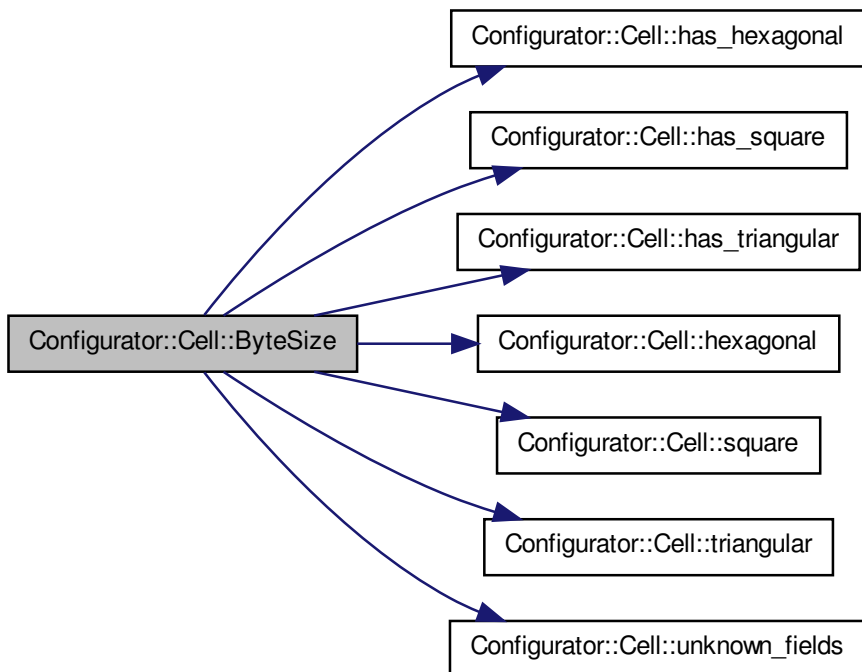 Configurator::Cell::has_hexagonal
Configurator::Cell::has_square
Configurator::Cell::has_triangular
Configurator::Cell::ByteSize
Configurator::Cell::hexagonal
Configurator::Cell::square
Configurator::Cell::triangular
Configurator::Cell::unknown_fields